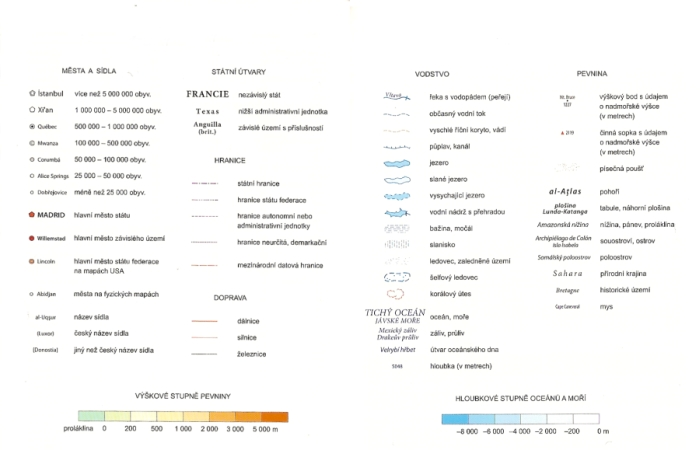 MĚSTA A SÍDLA
İstanbul více než 5 000 000 obyv.
Xi'an 1 000 000 – 5 000 000 obyv.
Québec 500 000 – 1 000 000 obyv.
Mwanza 100 000 – 500 000 obyv.
Corumbá 50 000 – 100 000 obyv.
Alice Springs 25 000 – 50 000 obyv.
Dobřejovice méně než 25 000 obyv.
MADRID hlavní město státu
Willemstad hlavní město závislého území
Lincoln hlavní město státu federace
na mapách USA
Abidjan města na fyzických mapách
al-Uqsur název sídla
(Luxor) český název sídla
(Donostia) jiný než český název sídla
STÁTNÍ ÚTVARY
FRANCIE nezávislý stát
Texas nižší administrativní jednotka
Anguilla závislé území s příslušností
(brit.)
HRANICE
státní hranice
hranice státu federace
hranice autonomní nebo
administrativní jednotky
hranice neurčitá, demarkační
mezinárodní datová hranice
DOPRAVA
dálnice
silnice
železnice
VÝŠKOVÉ STUPNĚ PEVNINY
proláklina 0 200 500 1 000 2 000 3 000 5 000 m
VODSTVO
Vltava řeka s vodopádem (peřejí)
občasný vodní tok
vyschlé říční koryto, vádí
průplav, kanál
jezero
slané jezero
vysychající jezero
vodní nádrž s přehradou
bažina, močál
slanisko
ledovec, zaledněné území
šelfový ledovec
korálový útes
TICHÝ OCEÁN oceán, moře
JÁVSKÉ MOŘE
Mexický záliv záliv, průliv
Drakeův průliv
Velrybí hřbet útvar oceánského dna
hloubka (v metrech)
PEVNINA
výškový bod s údajem
o nadmořské výšce
(v metrech)
činná sopka s údajem
o nadmořské výšce
(v metrech)
písečná poušť
al-Atlas pohoří
plošina tabule, náhorní plošina
Lunda-Katanga
Amazonská nížina nížina, pánev, proláklina
Archipiélago de Colón souostroví, ostrov
Isla Isabela
Somálský poloostrov poloostrov
Sahara přírodní krajina
Bretagne historické území
mys
HLOUBKOVÉ STUPNĚ OCEÁNŮ A MOŘÍ
–8 000 –6 000 –4 000 –2 000 –200 0 m